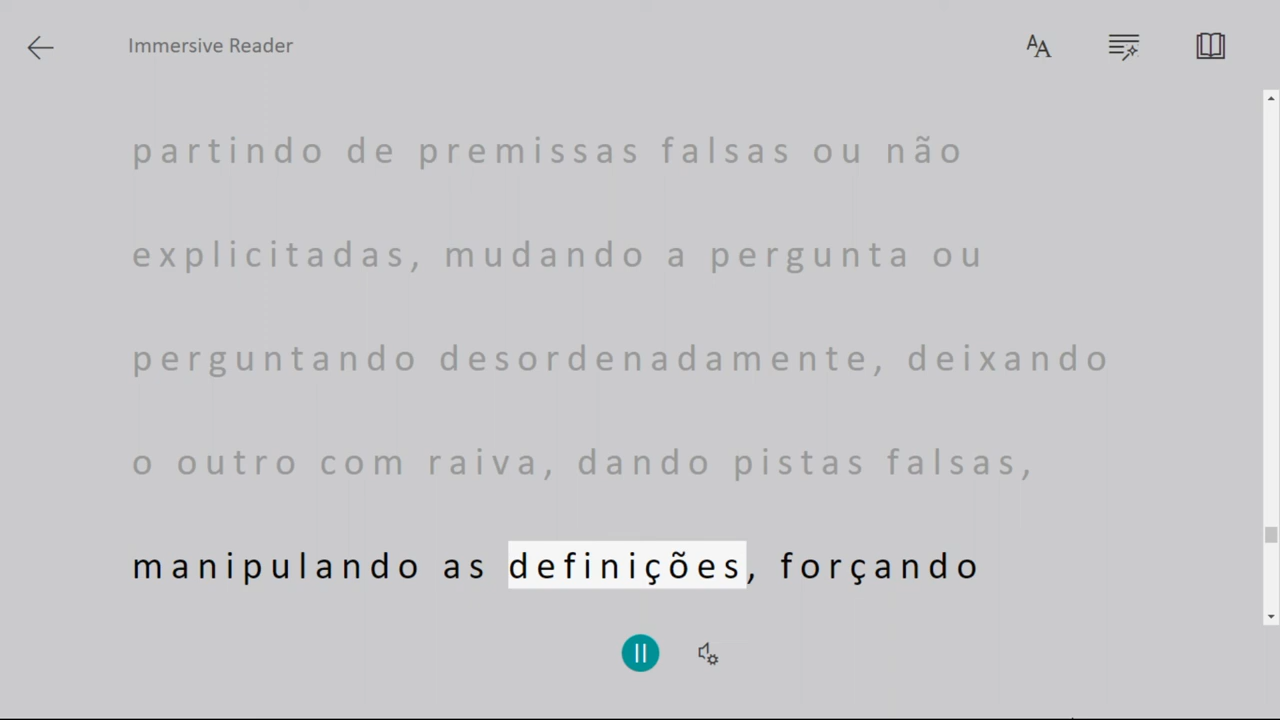 Immersive Reader
partindo de premissas falsas ou não
explicitadas, mudando a pergunta ou
perguntando desordenadamente, deixando
o outro com raiva, dando pistas falsas,
manipulando as definições, forçando